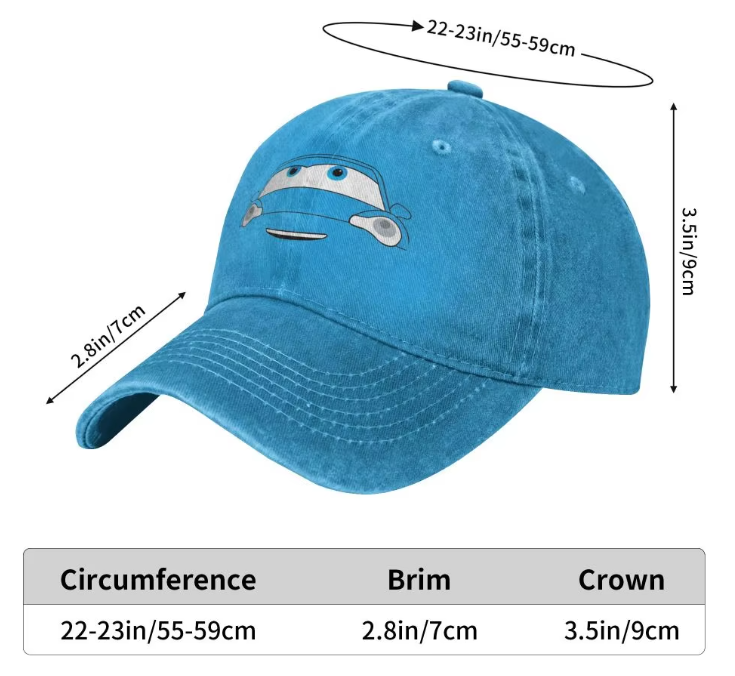 22-23in/55-59cm
3.5in/9cm
2.8in/7cm
Circumference Brim Crown
22-23in/55-59cm 2.8in/7cm 3.5in/9cm